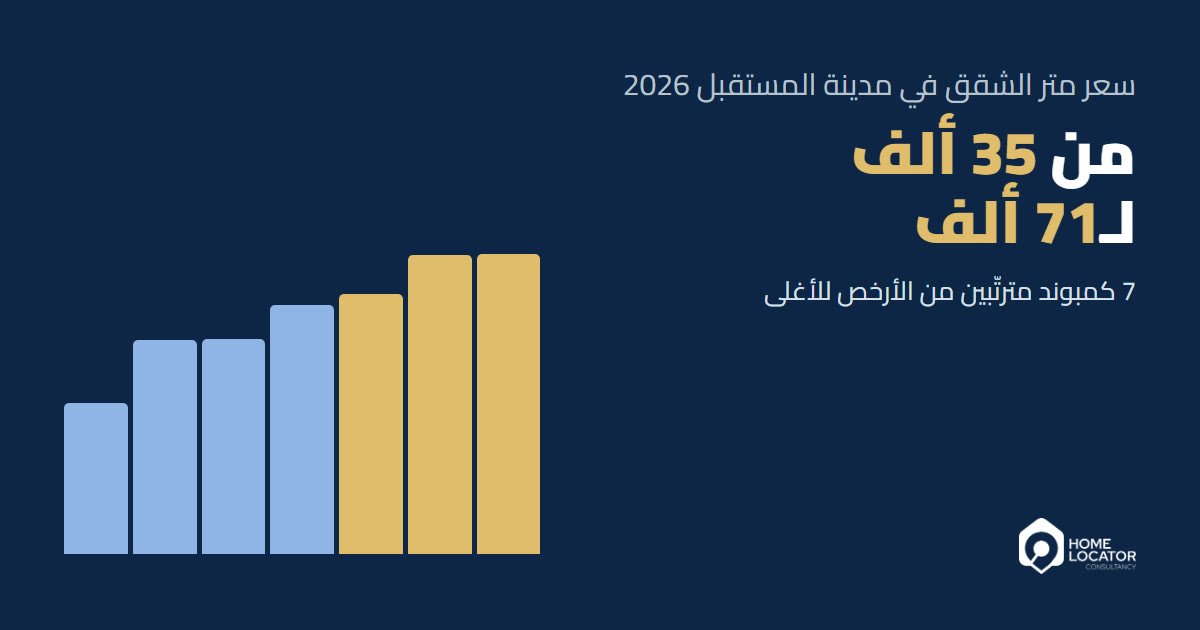 سعر متر الشقق في مدينة المستقبل 2026
من 35 ألف
لـ71 ألف
7 كمبوند مترتّبين من الأرخص للأغلى
HOME
LOCATOR
CONSULTANCY